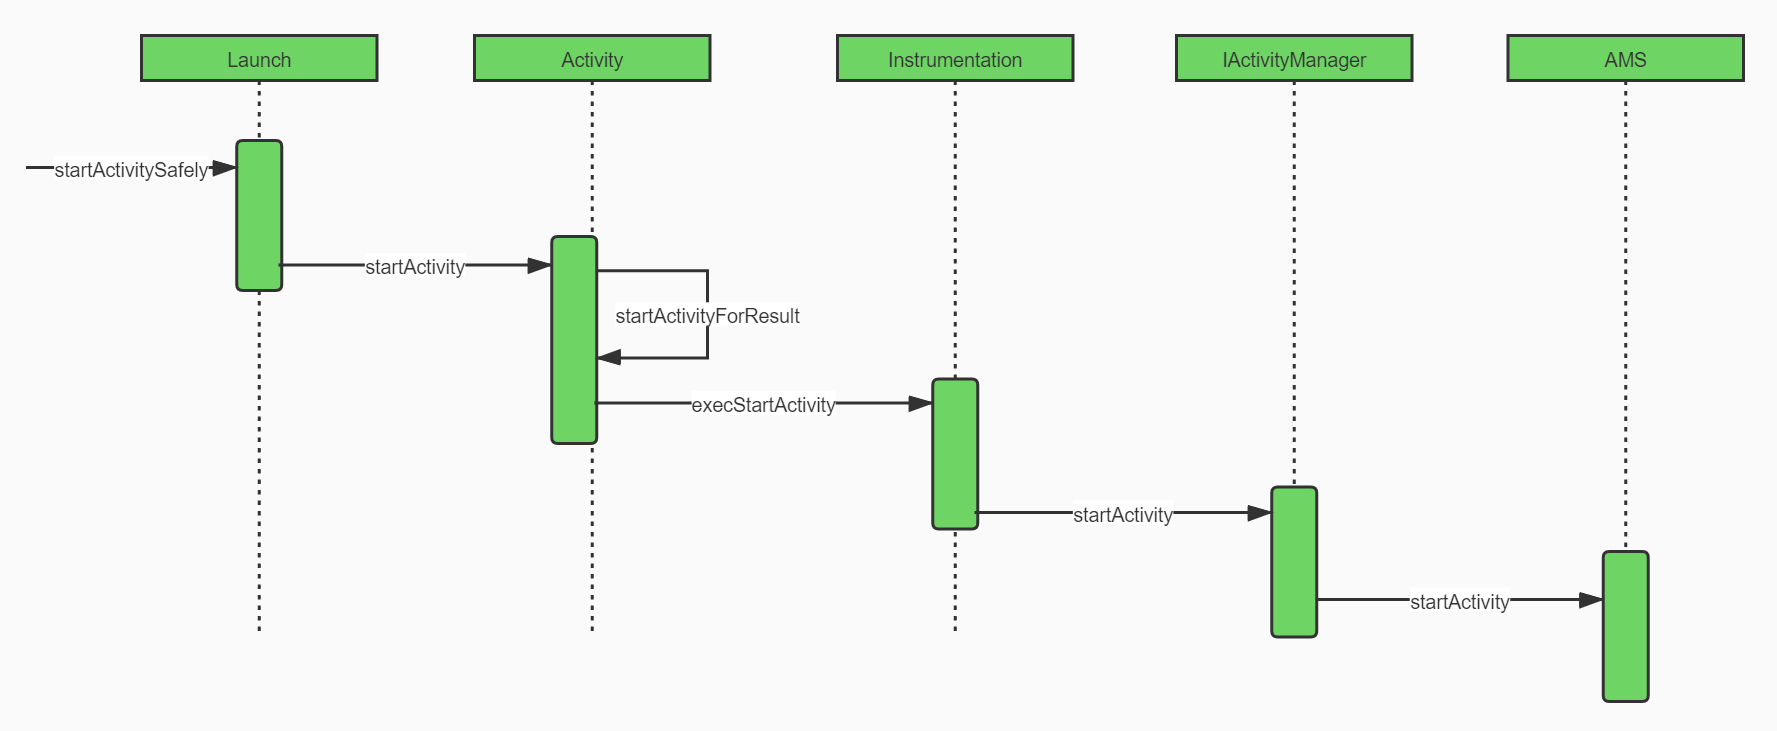 Launch
Activity
Instrumentation
IActivityManager
AMS
startActivitySafely
startActivity
startActivityForResult
execStartActivity
startActivity
startActivity